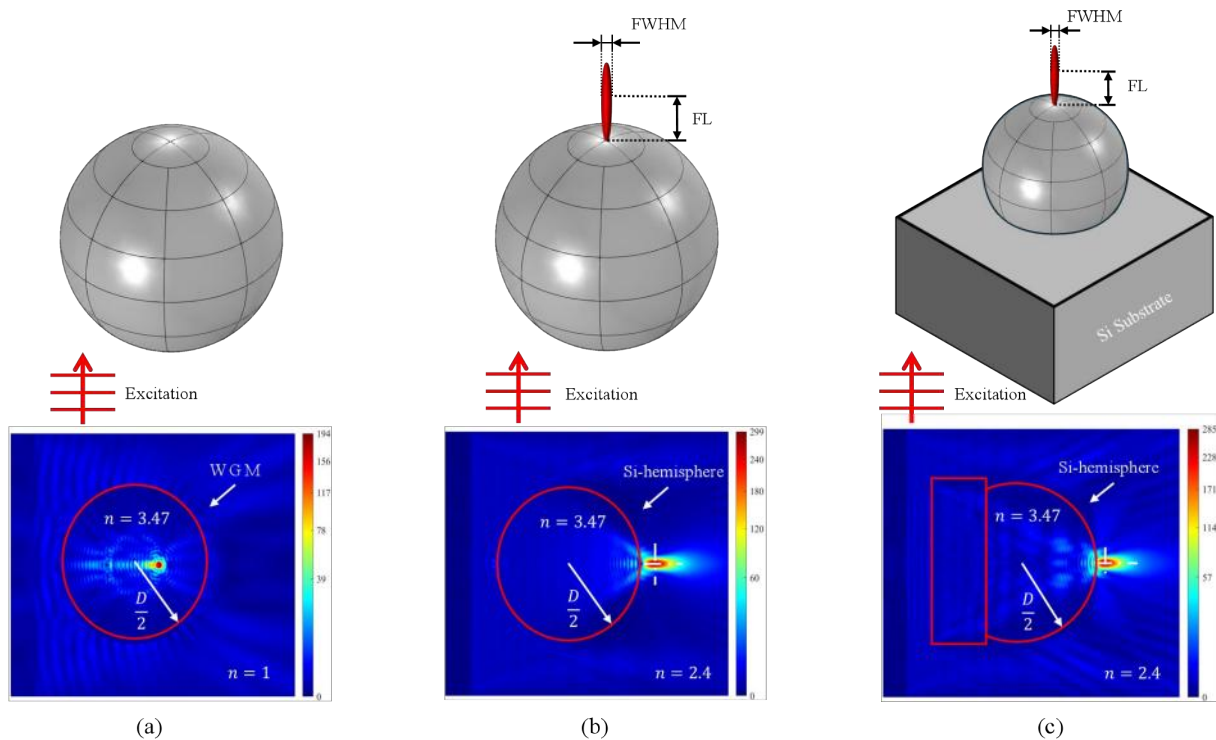 FWHM
FL
FWHM
FL
Si Substrate
Excitation
Excitation
Excitation
194
156
117
78
39
0
WGM
n = 3.47
D
2
n = 1
299
240
180
120
60
0
Si-hemisphere
n = 3.47
D
2
n = 2.4
285
228
171
114
57
0
Si-hemisphere
n = 3.47
D
2
n = 2.4
(a)
(b)
(c)